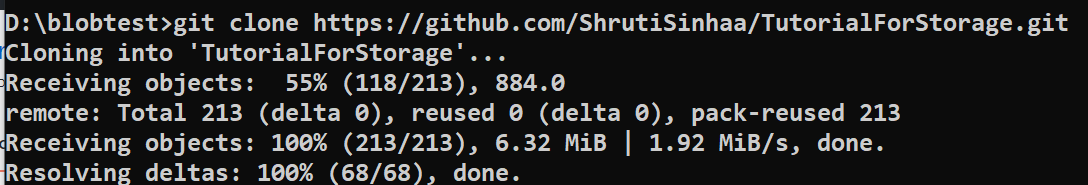 D:\blobtest>git clone https://github.com/ShrutiSinhaa/TutorialForStorage.git
Cloning into 'TutorialForStorage'...
Receiving objects:  55% (118/213), 884.0
remote: Total 213 (delta 0), reused 0 (delta 0), pack-reused 213
Receiving objects: 100% (213/213), 6.32 MiB | 1.92 MiB/s, done.
Resolving deltas: 100% (68/68), done.